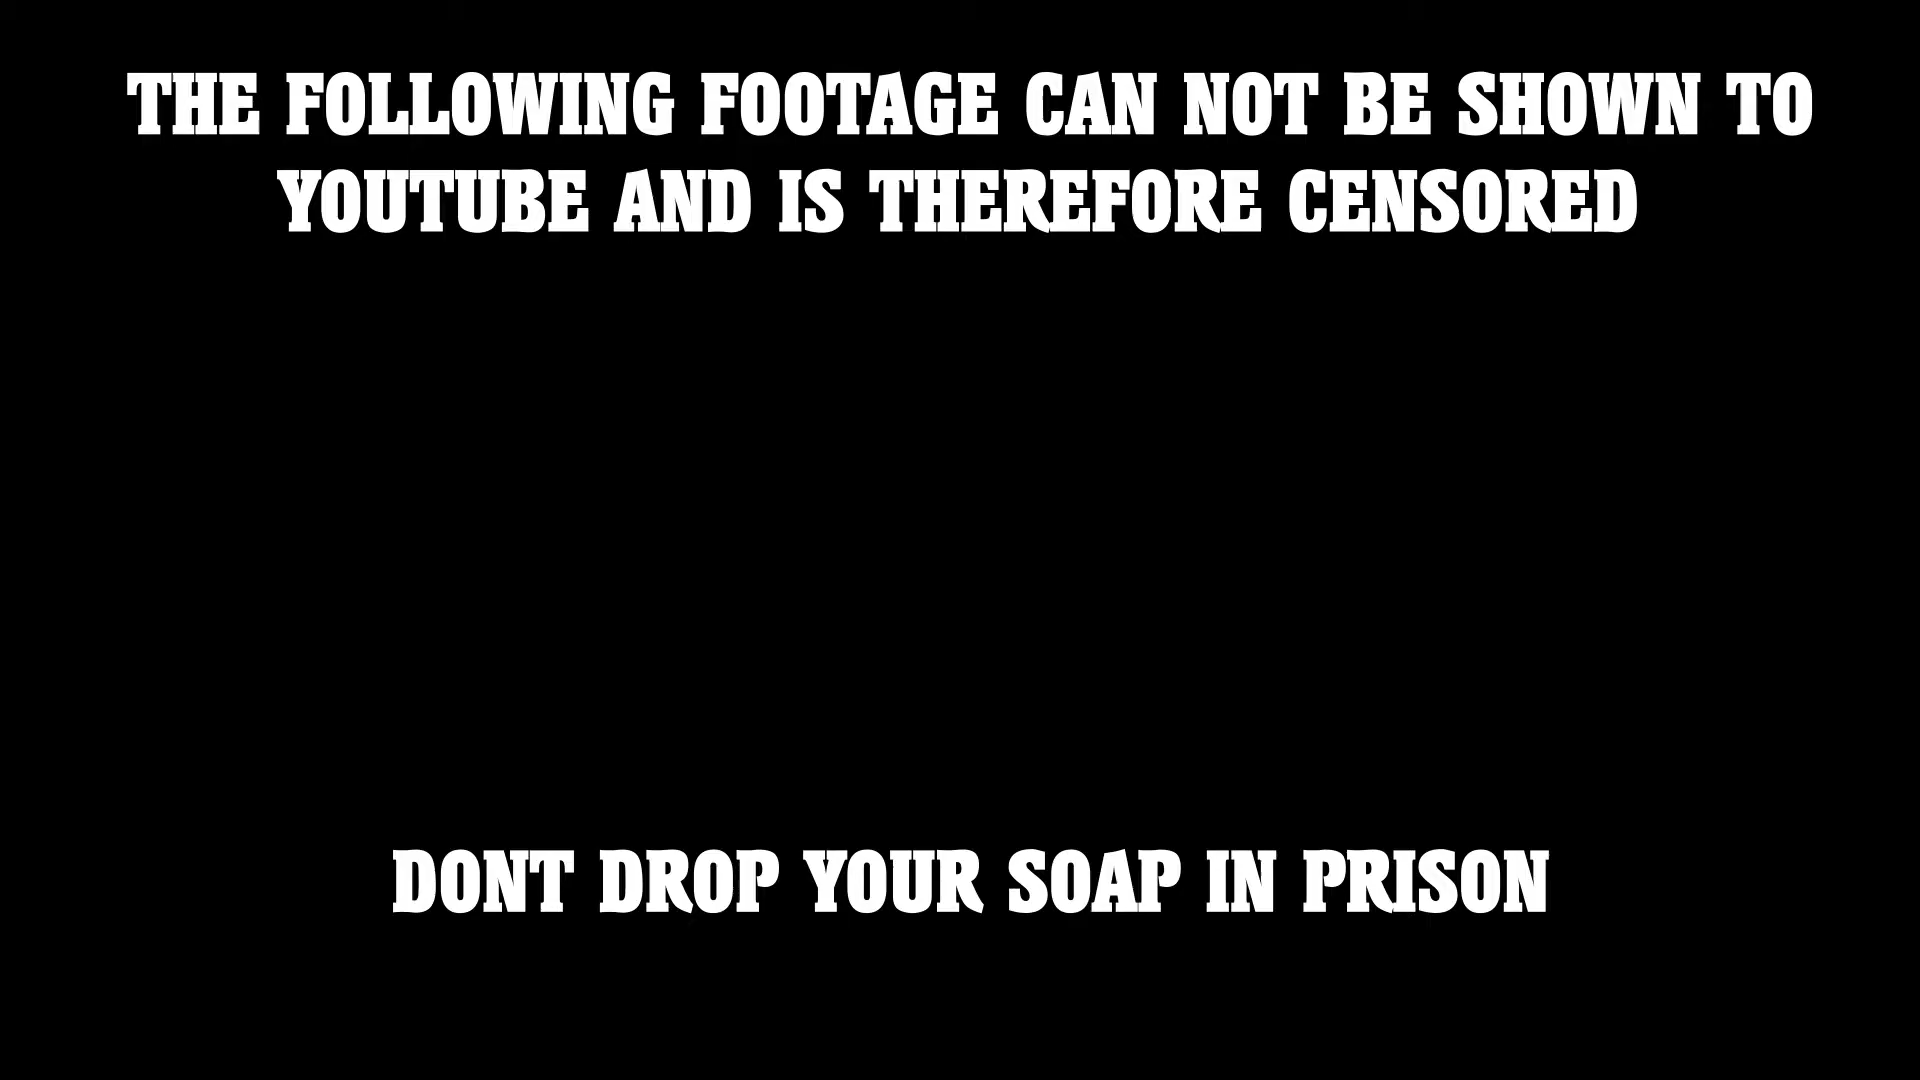 THE FOLLOWING FOOTAGE CAN NOT BE SHOWN TO
YOUTUBE AND IS THEREFORE CENSORED
DONT DROP YOUR SOAP IN PRISON